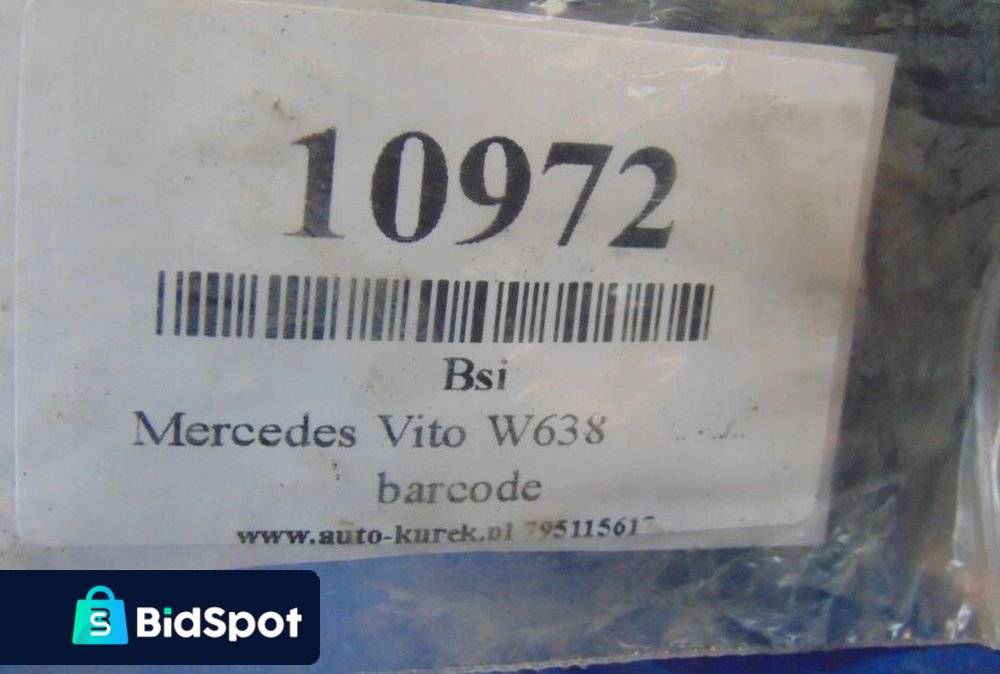 10972
Bsi
Mercedes Vito W638
barcode
www.auto-kurek.pl 795115617
BidSpot